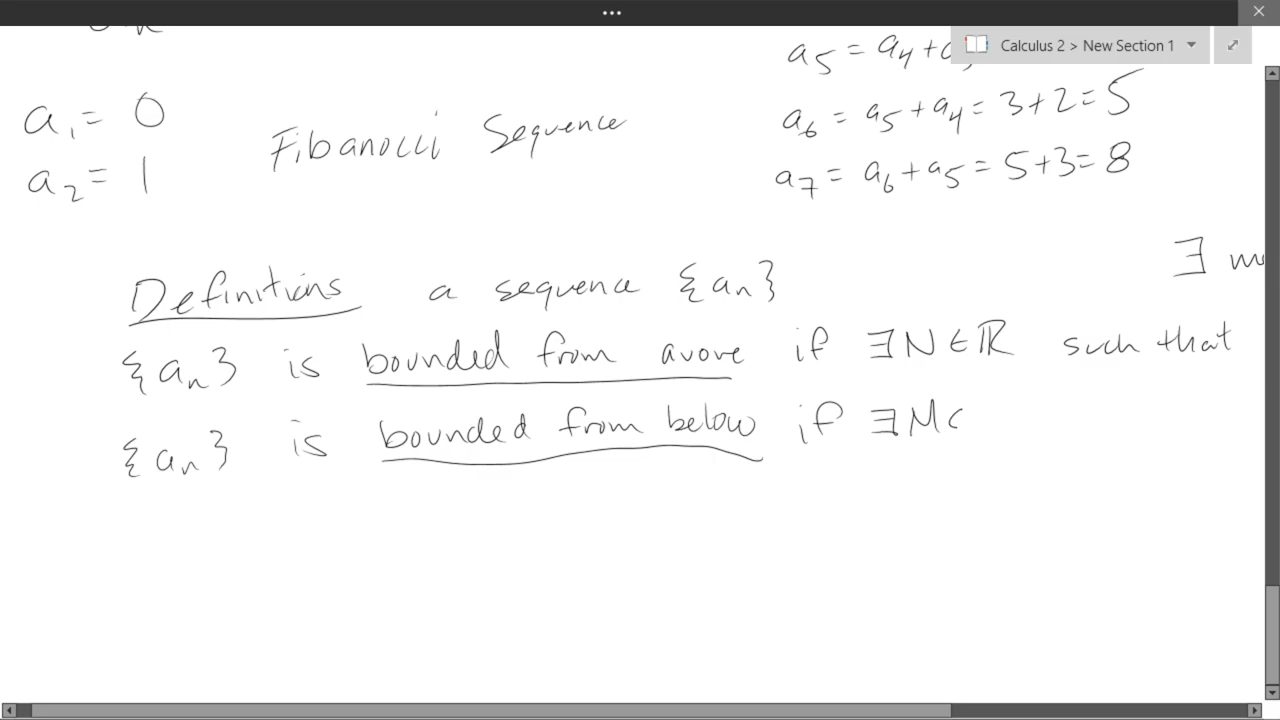 Calculus 2 > New Section 1
a₅ = a₄ +
a₁ = 0
a₆ = a₅ + a₄ = 3 + 2 = 5
Fibanocci Sequence
a₂ = 1
a₇ = a₆ + a₅ = 5 + 3 = 8
∃
Definitions a sequence {aₙ}
{aₙ} is bounded from avove if ∃ N ∈ ℝ such that
{aₙ} is bounded from below if ∃ M